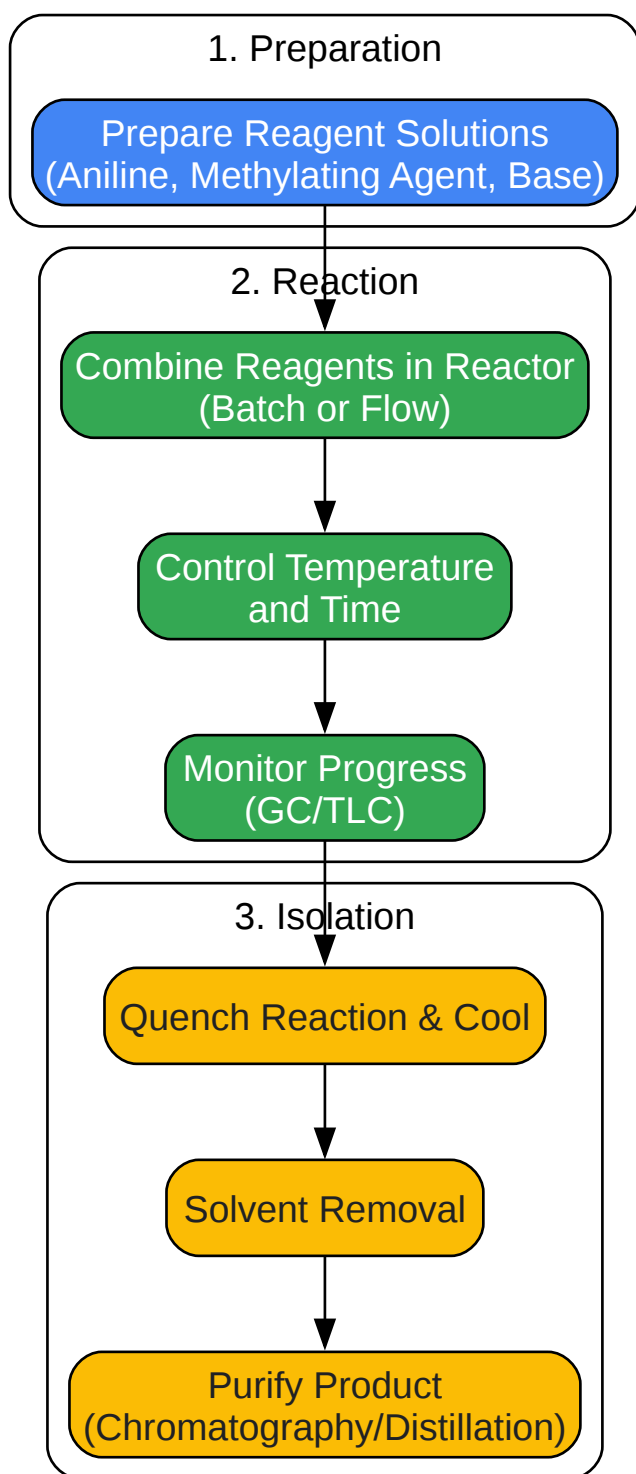 1. Preparation
Prepare Reagent Solutions
(Aniline, Methylating Agent, Base)
2. Reaction
Combine Reagents in Reactor
(Batch or Flow)
Control Temperature
and Time
Monitor Progress
(GC/TLC)
3. Isolation
Quench Reaction & Cool
Solvent Removal
Purify Product
(Chromatography/Distillation)